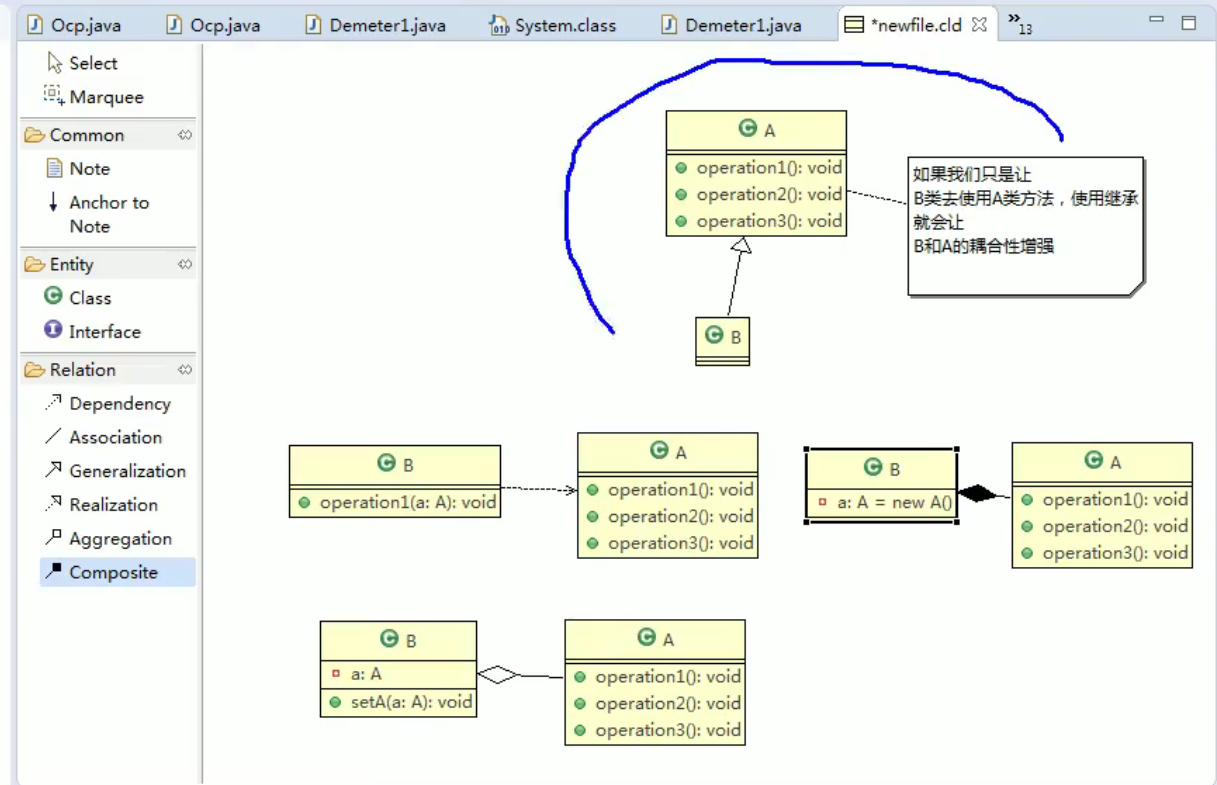 Ocp.java
Ocp.java
Demeter1.java
System.class
Demeter1.java
*newfile.cld
»13
Select
Marquee
Common
Note
Anchor to
Note
Entity
Class
Interface
Relation
Dependency
Association
Generalization
Realization
Aggregation
Composite
A
operation1(): void
operation2(): void
operation3(): void
如果我们只是让
B类去使用A类方法，使用继承
就会让
B和A的耦合性增强
B
B
operation1(a: A): void
A
operation1(): void
operation2(): void
operation3(): void
B
a: A = new A()
A
operation1(): void
operation2(): void
operation3(): void
B
a: A
setA(a: A): void
A
operation1(): void
operation2(): void
operation3(): void